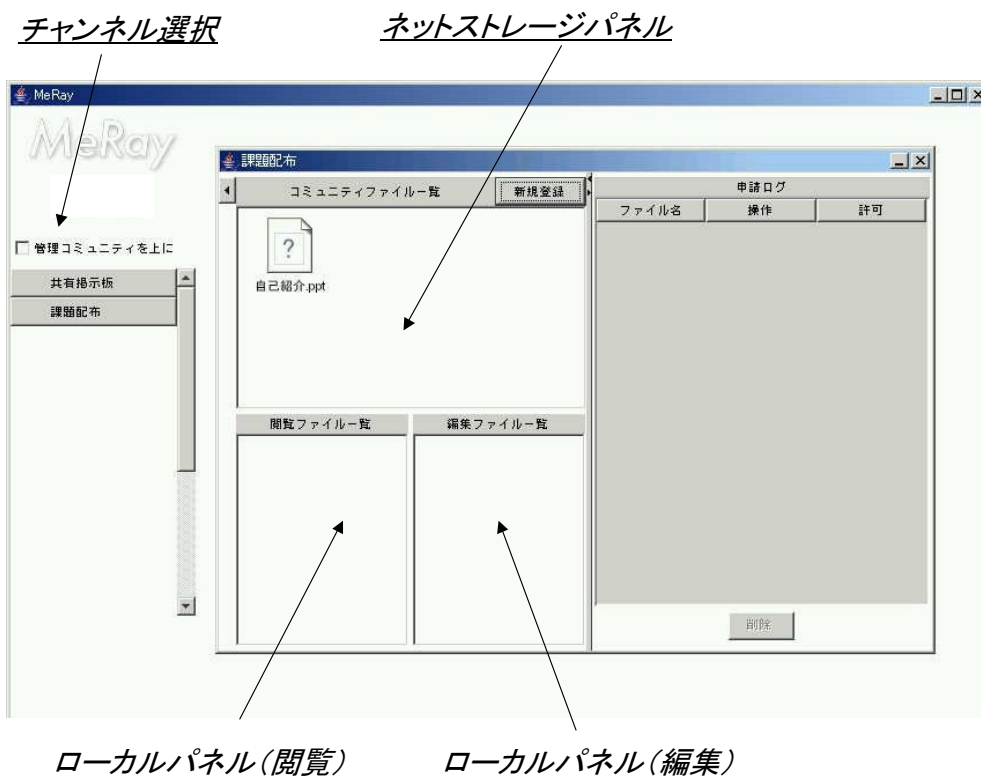 チャンネル選択
ネットストレージパネル
MeRay
MeRay
課題配布
コミュニティファイル一覧
新規登録
申請ログ
ファイル名
操作
許可
?
自己紹介.ppt
管理コミュニティを上に
共有掲示板
課題配布
閲覧ファイル一覧
編集ファイル一覧
削除
ローカルパネル(閲覧)
ローカルパネル(編集)